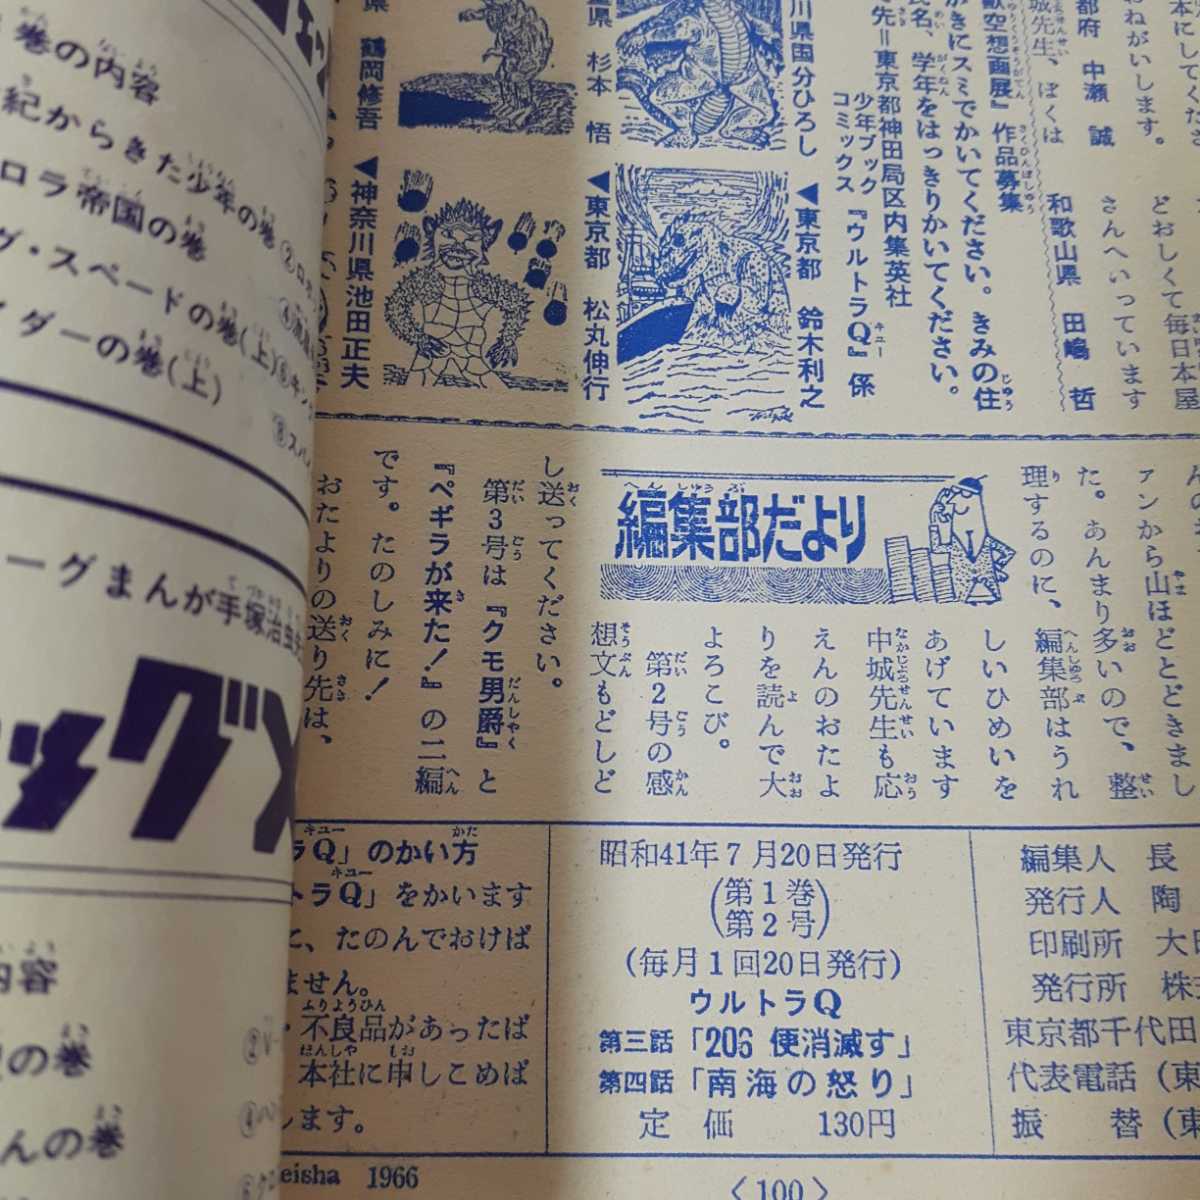 本にしてくださ
おねがいします。
都府　中瀬　誠
城先生、ぼくは
どおしくて毎日本屋
さんへいっています
和歌山県　田嶋　哲
獣空想画展』作品募集
がきにスミでかいてください。きみの住
氏名、学年をはっきりかいてください。
先＝東京都神田局区内集英社
少年ブック
コミックス『ウルトラQ』係
川県国分ひろし
◀東京都　鈴木利之
県　杉本　悟
◀東京都　松丸伸行
県　鶴岡修吾
◀神奈川県池田正夫
編集部だより
んの
ァンから山ほどとどきまし
た。あんまり多いので、整
理するのに、編集部はうれ
しいひめいを
あげています
中城先生も応
えんのおたよ
りを読んで大
よろこび。
第2号の感
想文もどしど
し送ってください。
第3号は『クモ男爵』と
『ペギラが来た！』の二編
です。たのしみに！
おたよりの送り先は、
ラQ」のかい方
トラQ」をかいます
に、たのんでおけば
ません。
・不良品があったば
本社に申しこめば
します。
eisha 1966
昭和41年7月20日発行
(第1巻
第2号)
(毎月1回20日発行)
ウルトラQ
第三話「206便消滅す」
第四話「南海の怒り」
定　価　130円
編集人　長
発行人　陶
印刷所　大日
発行所　株式
東京都千代田
代表電話(東
振　替(東
〈100〉
巻の内容
紀からきた少年の巻
ロラ帝国の巻
グ・スペードの巻(上)
イダーの巻(上)
ーグまんが手塚治虫
ッグX
内容
の巻
んの巻